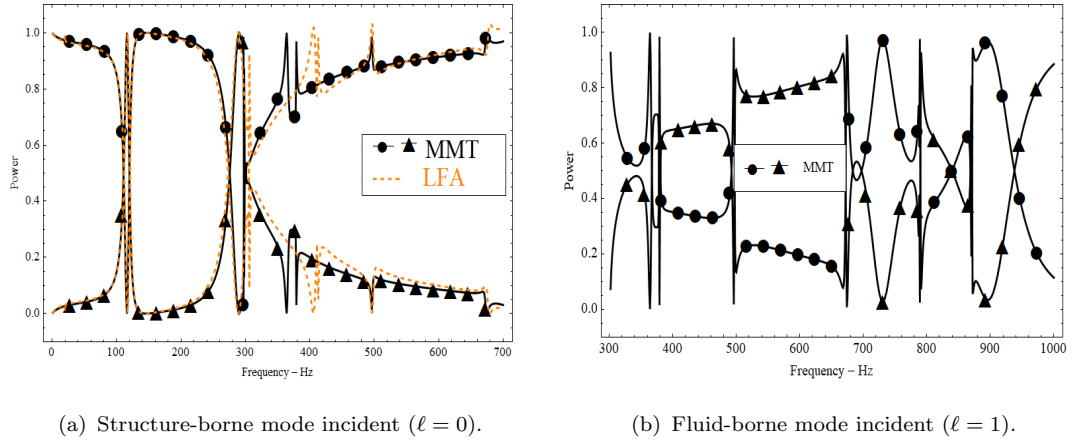 1.0
0.8
0.6
0.4
0.2
0.0
Power
0 100 200 300 400 500 600 700
Frequency – Hz
MMT
LFA
(a) Structure-borne mode incident (ℓ = 0).
1.0
0.8
0.6
0.4
0.2
0.0
Power
300 400 500 600 700 800 900 1000
Frequency – Hz
MMT
(b) Fluid-borne mode incident (ℓ = 1).